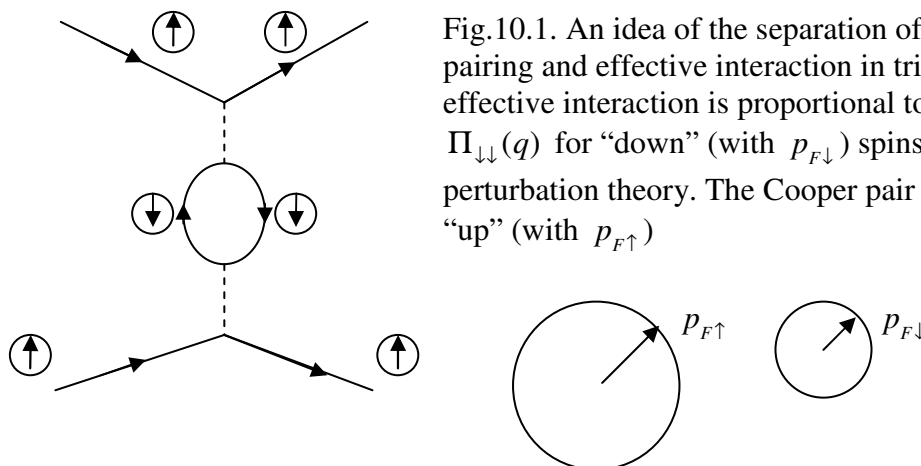 Fig.10.1. An idea of the separation of
pairing and effective interaction in tri
effective interaction is proportional to
Π↓↓(q) for “down” (with p_F↓) spins
perturbation theory. The Cooper pair
“up” (with p_F↑)
p_F↑
p_F↓